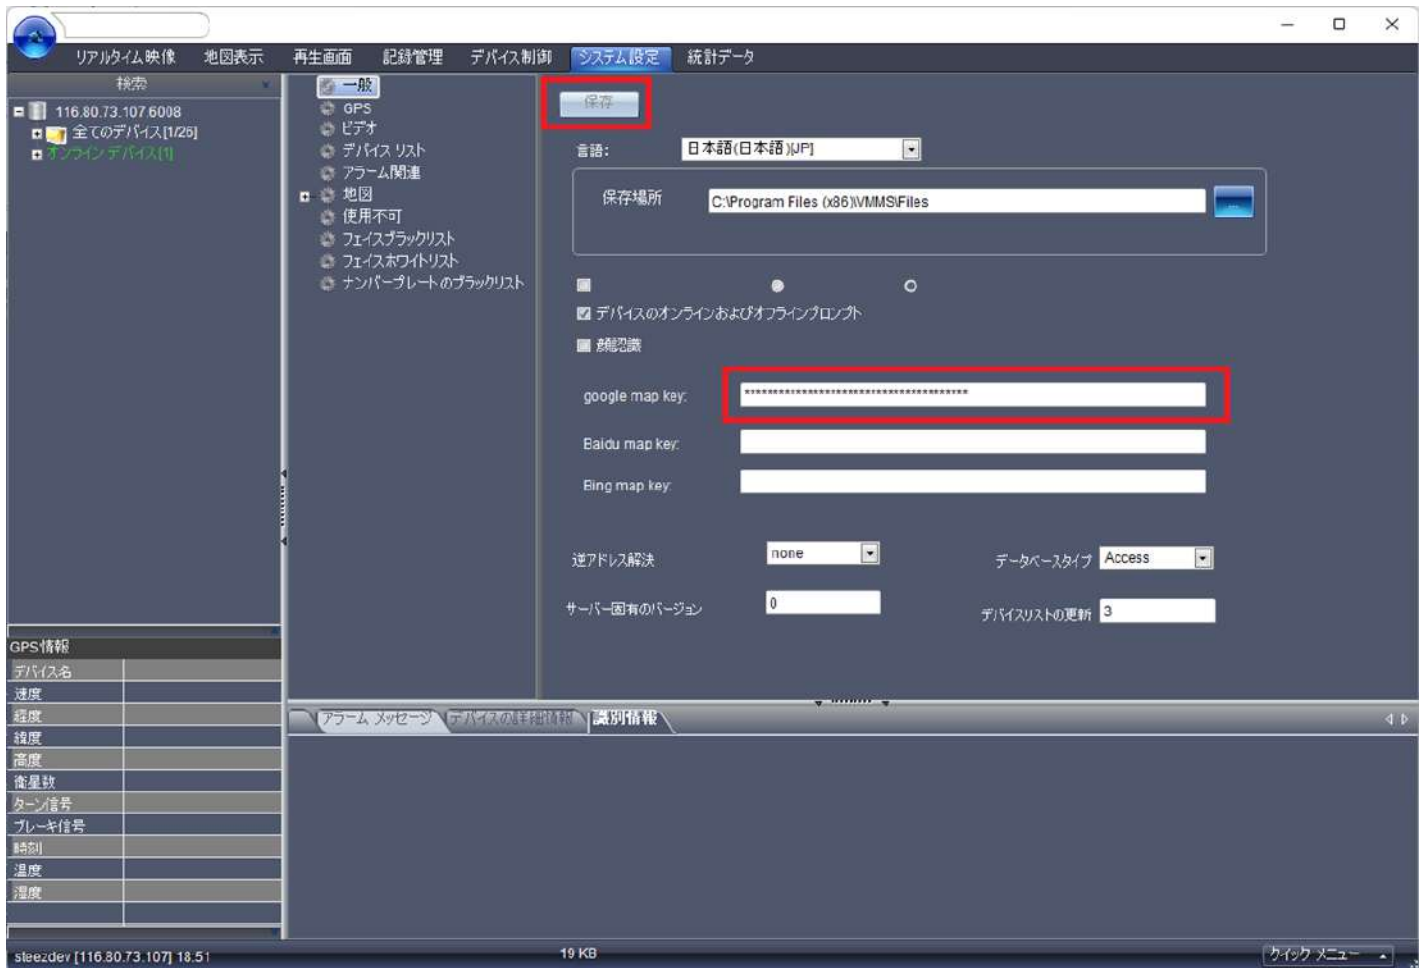 リアルタイム映像 地図表示 再生画面 記録管理 デバイス制御 システム設定 統計データ
検索
116.80.73.107:6008
全てのデバイス[1/26]
オンライン デバイス[1]
一般
GPS
ビデオ
デバイス リスト
アラーム関連
地図
使用不可
フェイスブラックリスト
フェイスホワイトリスト
ナンバープレートのブラックリスト
保存
言語: 日本語(日本語)[JP]
保存場所 C:\Program Files (x86)\VMMS\Files ...
デバイスのオンラインおよびオフラインプロンプト
顔認識
google map key: ****************************************
Baidu map key:
Bing map key:
逆アドレス解決 none データベースタイプ Access
サーバー固有のバージョン 0 デバイスリストの更新 3
GPS情報
デバイス名
速度
経度
緯度
高度
衛星数
ターン信号
ブレーキ信号
時刻
温度
湿度
アラーム メッセージ デバイスの詳細情報 識別情報
steezdev [116.80.73.107] 18:51 19 KB クイック メニュー